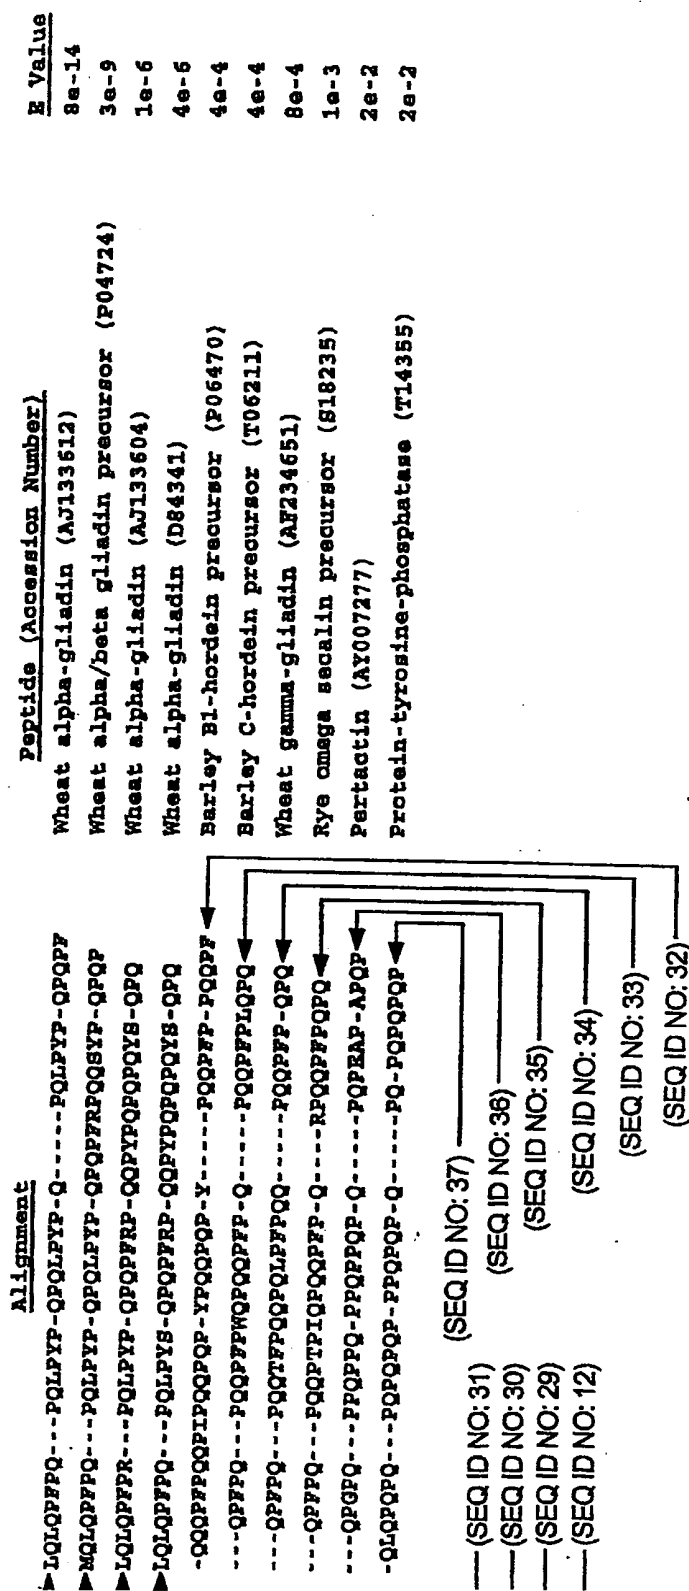 Alignment Peptide (Accession Number) E Value
LQLQPFPQ---PQLPYP-QPQLPYP-Q-----PQLPYP-QPQPF Wheat alpha-gliadin (AJ133612) 8e-14
MQLQPFPQ---PQLPYP-QPQLPYP-QPQPFRPQQSYP-QPQP Wheat alpha/beta gliadin precursor (P04724) 3e-9
LQLQPFPR---PQLPYP-QPQPFRP-QQPYPQPQPQYS-QPQ Wheat alpha-gliadin (AJ133604) 1e-6
LQLQPFPQ---PQLPYS-QPQPFRP-QQPYPQPQPQYS-QPQ Wheat alpha-gliadin (D84341) 4e-6
-QQQPFPQQPIPQQPQP-YPQQPQP-Y-----PQQPFP-PQQPF Barley B1-hordein precursor (P06470) 4e-4
---QPFPQ---PQQPFPWQPQQPFP-Q-----PQQPFPLQPQ Barley C-hordein precursor (T06211) 4e-4
---QPFPQ---PQQTFPQQPQLPFPQQ-----PQQPFP-QPQ Wheat gamma-gliadin (AF234651) 8e-4
---QPFPQ---PQQPTPIQPQQPFP-Q----RPQQPFPQPQ Rye omega secalin precursor (S18235) 1e-3
---QPGPQ---PPQPPQ-PPQPPQP-Q-----PQPEAP-APQP Pertactin (AY007277) 2e-2
-QLQPQPQ---PQPQPQP-PPQPQP-Q-----PQ-PQPQPQP Protein-tyrosine-phosphatase (T14355) 2e-2
(SEQ ID NO: 37)
(SEQ ID NO: 31) (SEQ ID NO: 36)
(SEQ ID NO: 30) (SEQ ID NO: 35)
(SEQ ID NO: 29) (SEQ ID NO: 34)
(SEQ ID NO: 12) (SEQ ID NO: 33)
(SEQ ID NO: 32)